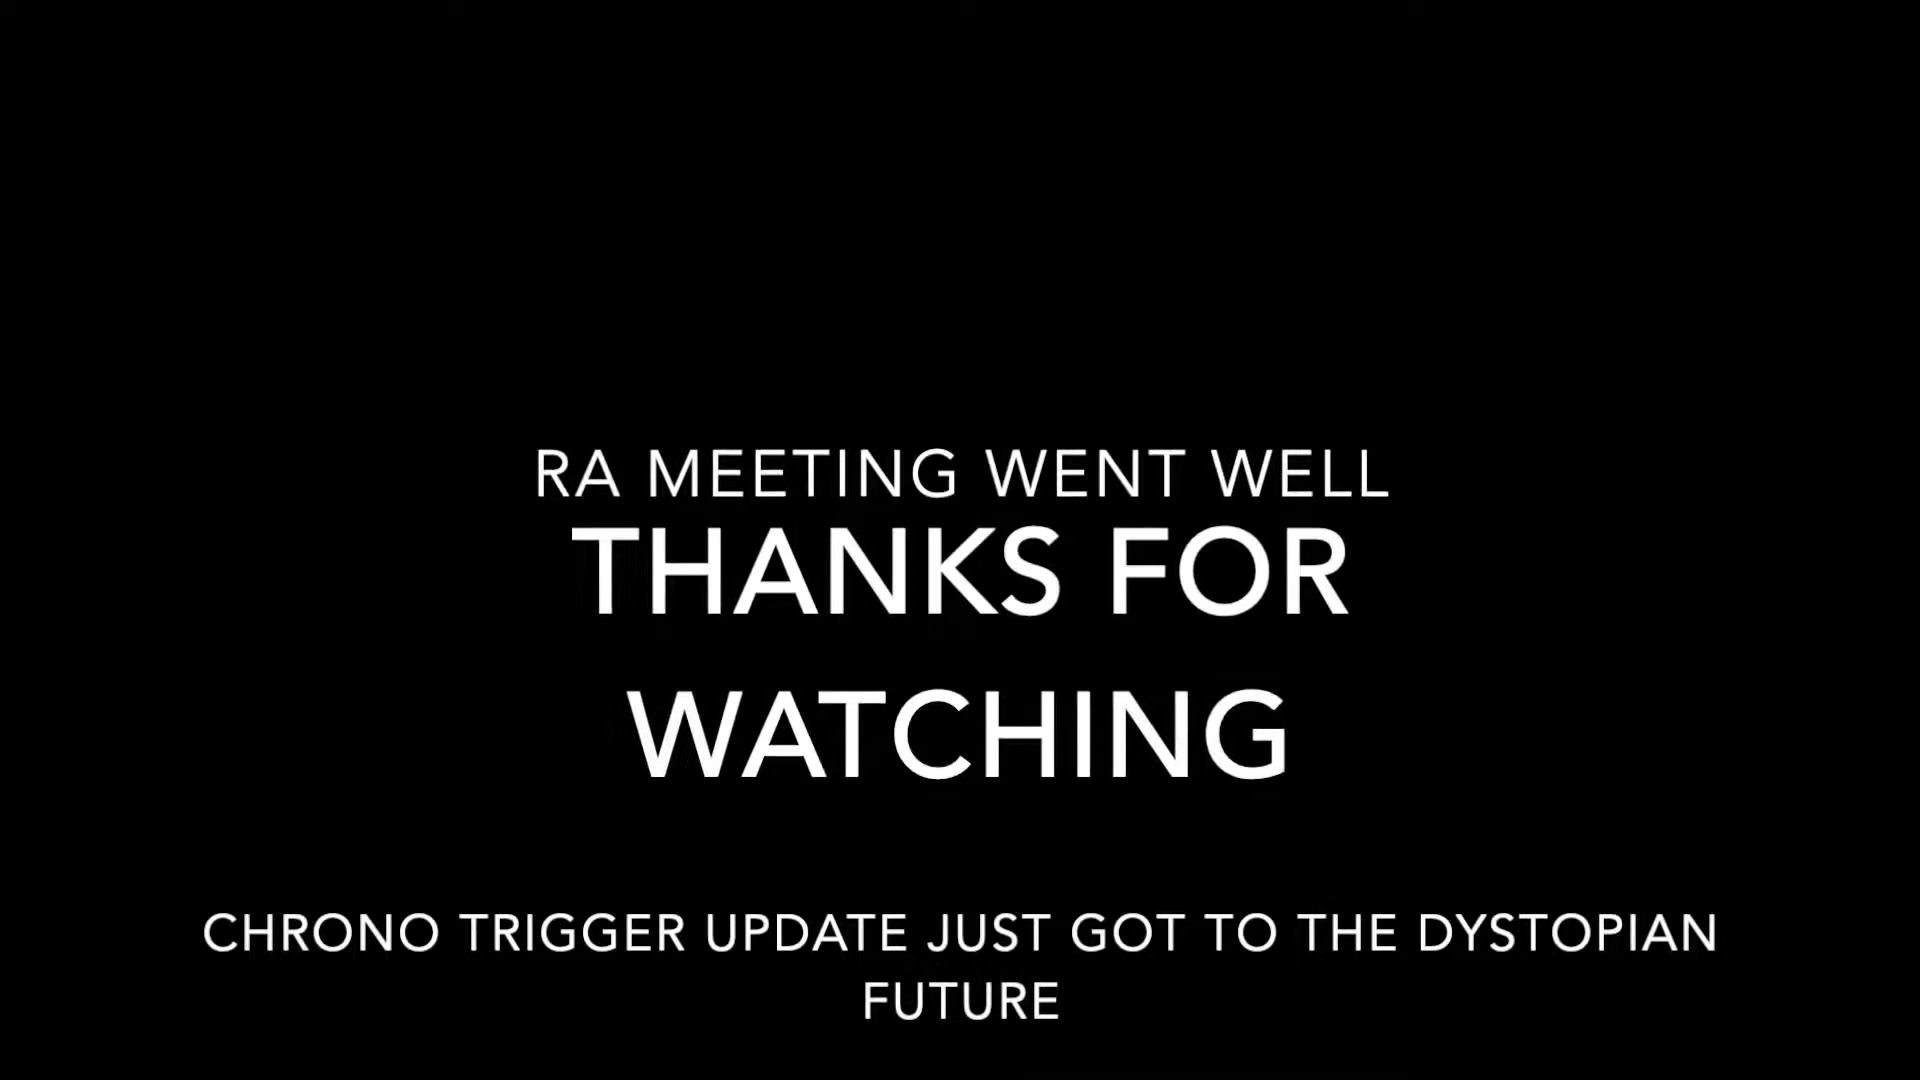 RA MEETING WENT WELL
THANKS FOR
WATCHING
CHRONO TRIGGER UPDATE JUST GOT TO THE DYSTOPIAN
FUTURE